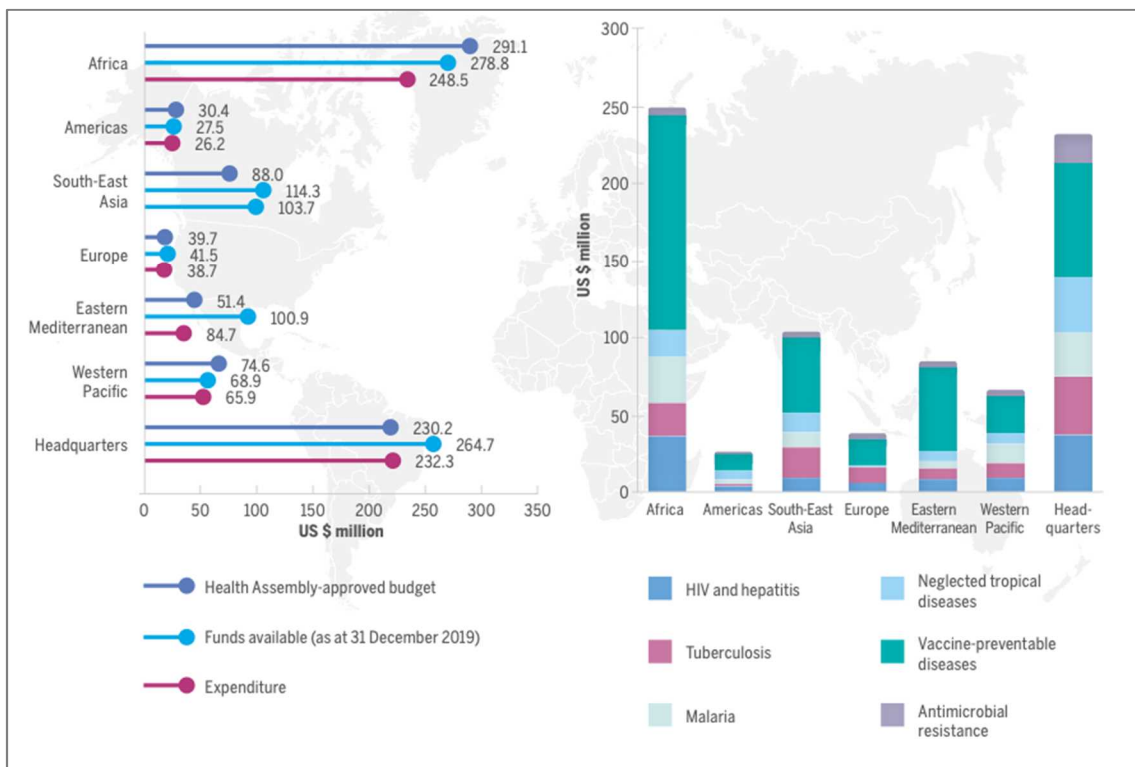 Africa
291.1
278.8
248.5
Americas
30.4
27.5
26.2
South-East
Asia
88.0
114.3
103.7
Europe
39.7
41.5
38.7
Eastern
Mediterranean
51.4
100.9
84.7
Western
Pacific
74.6
68.9
65.9
Headquarters
230.2
264.7
232.3
0 50 100 150 200 250 300 350
US $ million
Health Assembly-approved budget
Funds available (as at 31 December 2019)
Expenditure
300
250
200
150
100
50
0
US $ million
Africa
Americas
South-East
Asia
Europe
Eastern
Mediterranean
Western
Pacific
Head-
quarters
HIV and hepatitis
Tuberculosis
Malaria
Neglected tropical
diseases
Vaccine-preventable
diseases
Antimicrobial
resistance